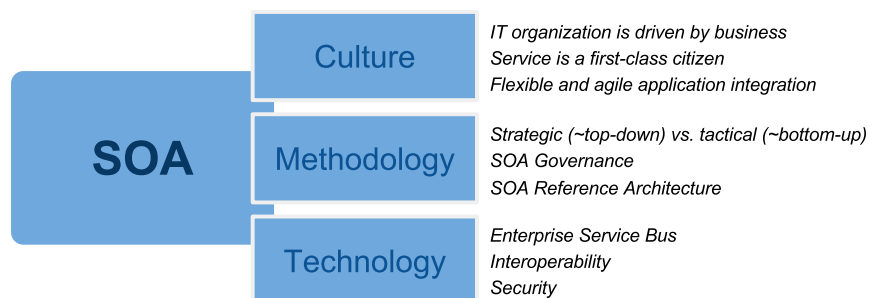 SOA
Culture
IT organization is driven by business
Service is a first-class citizen
Flexible and agile application integration
Methodology
Strategic (~top-down) vs. tactical (~bottom-up)
SOA Governance
SOA Reference Architecture
Technology
Enterprise Service Bus
Interoperability
Security